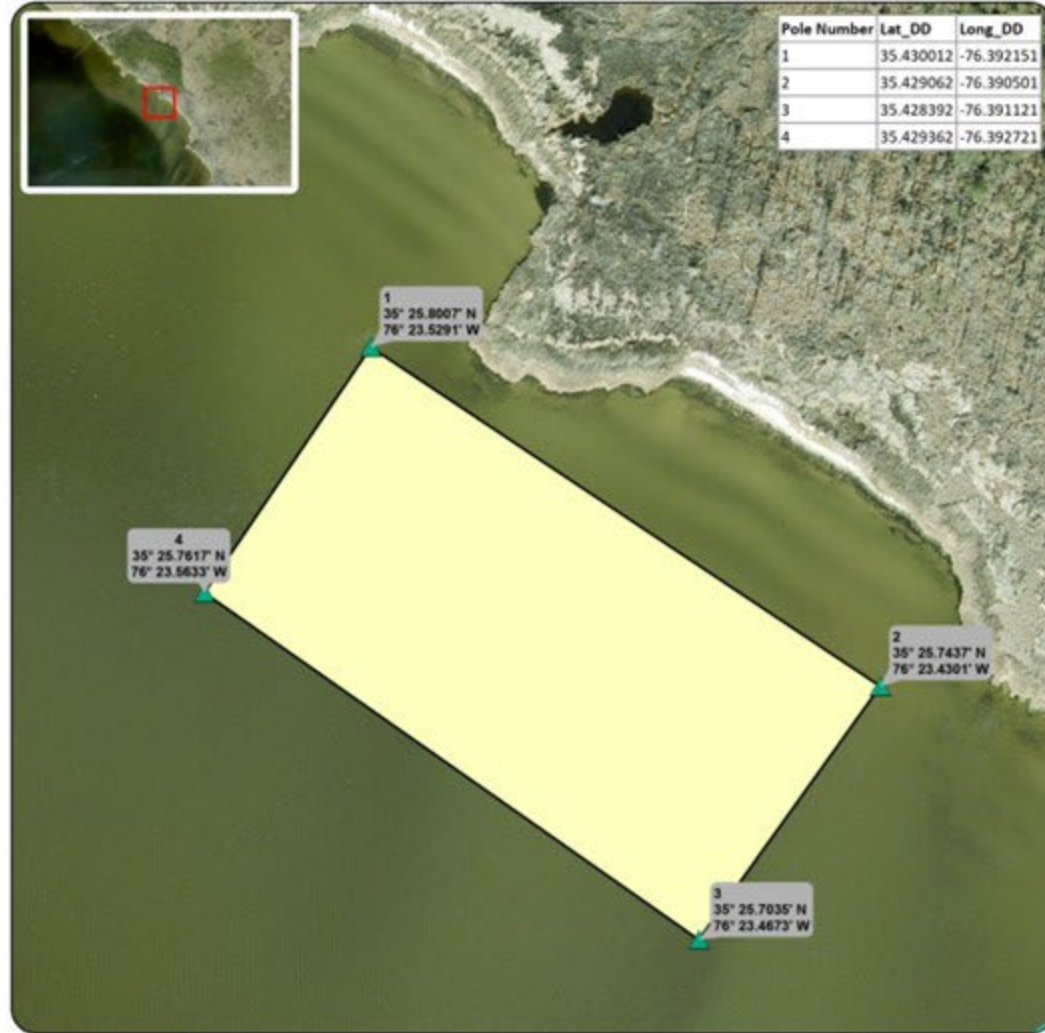 Pole Number Lat_DD Long_DD
1 35.430012 -76.392151
2 35.429062 -76.390501
3 35.428392 -76.391121
4 35.429362 -76.392721
1
35° 25.8007' N
76° 23.5291' W
4
35° 25.7617' N
76° 23.5633' W
2
35° 25.7437' N
76° 23.4301' W
3
35° 25.7035' N
76° 23.4673' W